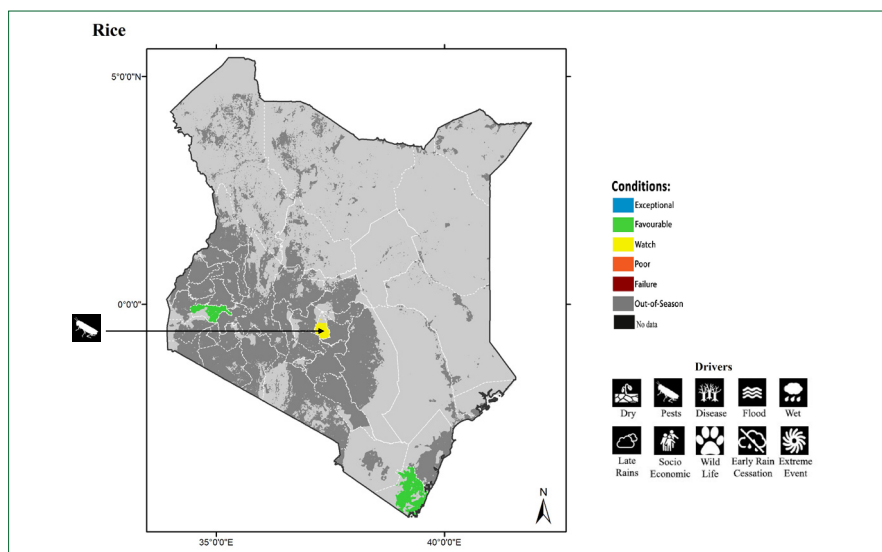 Rice
5°0'0"N
0°0'0"
35°0'0"E
40°0'0"E
N
Conditions:
Exceptional
Favourable
Watch
Poor
Failure
Out-of-Season
No data
Drivers
Dry Pests Disease Flood Wet
Late Socio Wild Early Rain Extreme
Rains Economic Life Cessation Event